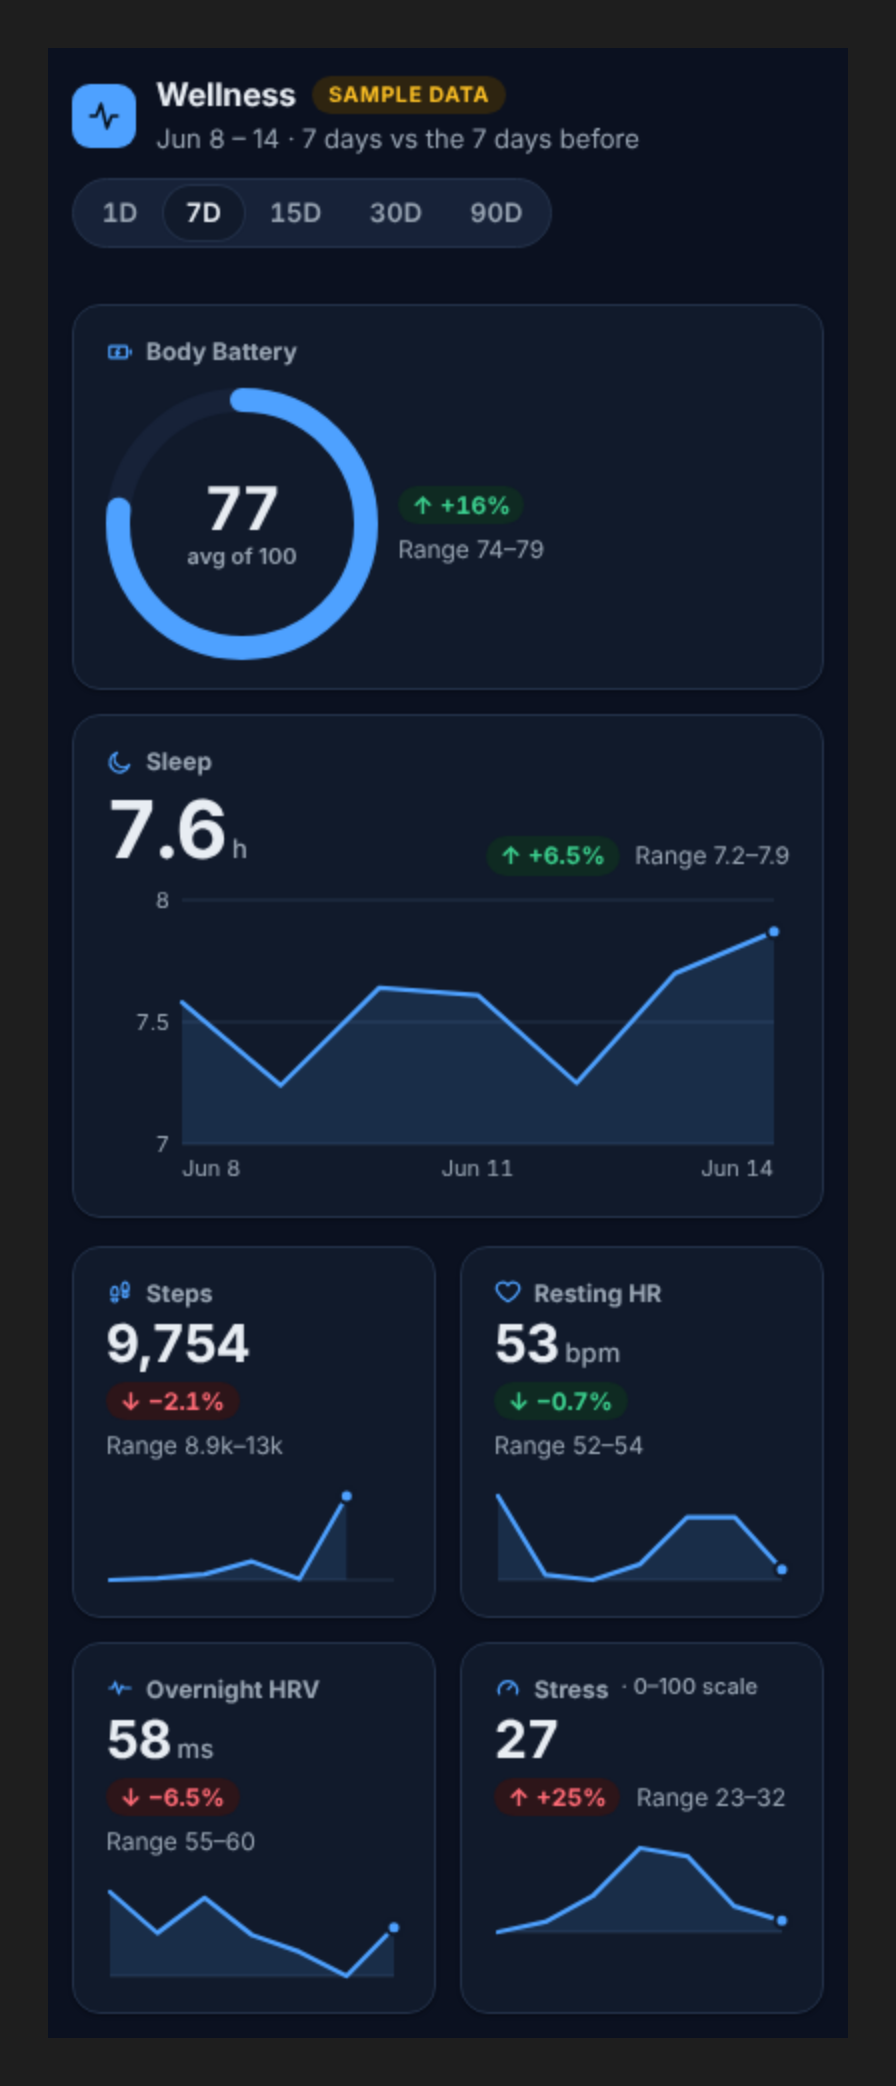 Wellness SAMPLE DATA
Jun 8 – 14 · 7 days vs the 7 days before
1D 7D 15D 30D 90D
Body Battery
77
avg of 100
↑ +16%
Range 74–79
Sleep
7.6 h
↑ +6.5% Range 7.2–7.9
8
7.5
7
Jun 8 Jun 11 Jun 14
Steps
9,754
↓ −2.1%
Range 8.9k–13k
Resting HR
53 bpm
↓ −0.7%
Range 52–54
Overnight HRV
58 ms
↓ −6.5%
Range 55–60
Stress · 0–100 scale
27
↑ +25% Range 23–32